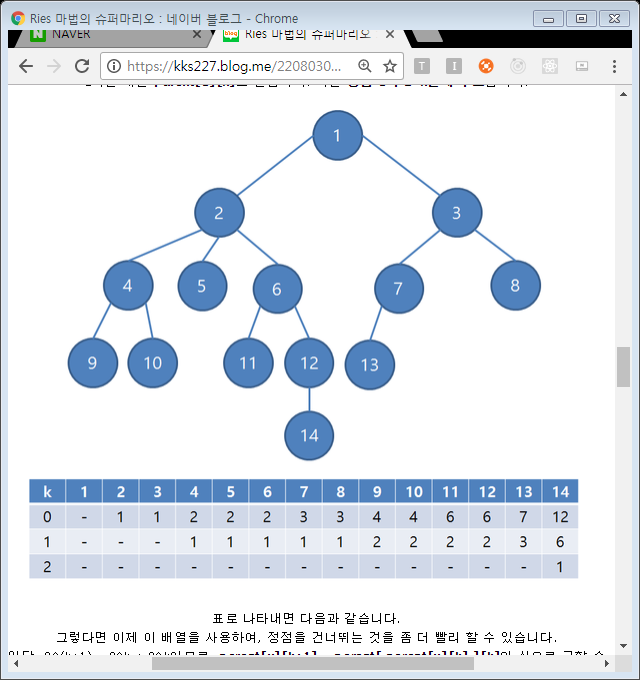 Ries 마법의 슈퍼마리오 : 네이버 블로그 - Chrome
NAVER
Ries 마법의 슈퍼마리오
https://kks227.blog.me/2208030...
1
2 3
4 5 6 7 8
9 10 11 12 13
14
k 1 2 3 4 5 6 7 8 9 10 11 12 13 14
0 - 1 1 2 2 2 3 3 4 4 6 6 7 12
1 - - - 1 1 1 1 1 2 2 2 2 3 6
2 - - - - - - - - - - - - - 1
표로 나타내면 다음과 같습니다.
그렇다면 이제 이 배열을 사용하여, 정점을 건너뛰는 것을 좀 더 빨리 할 수 있습니다.